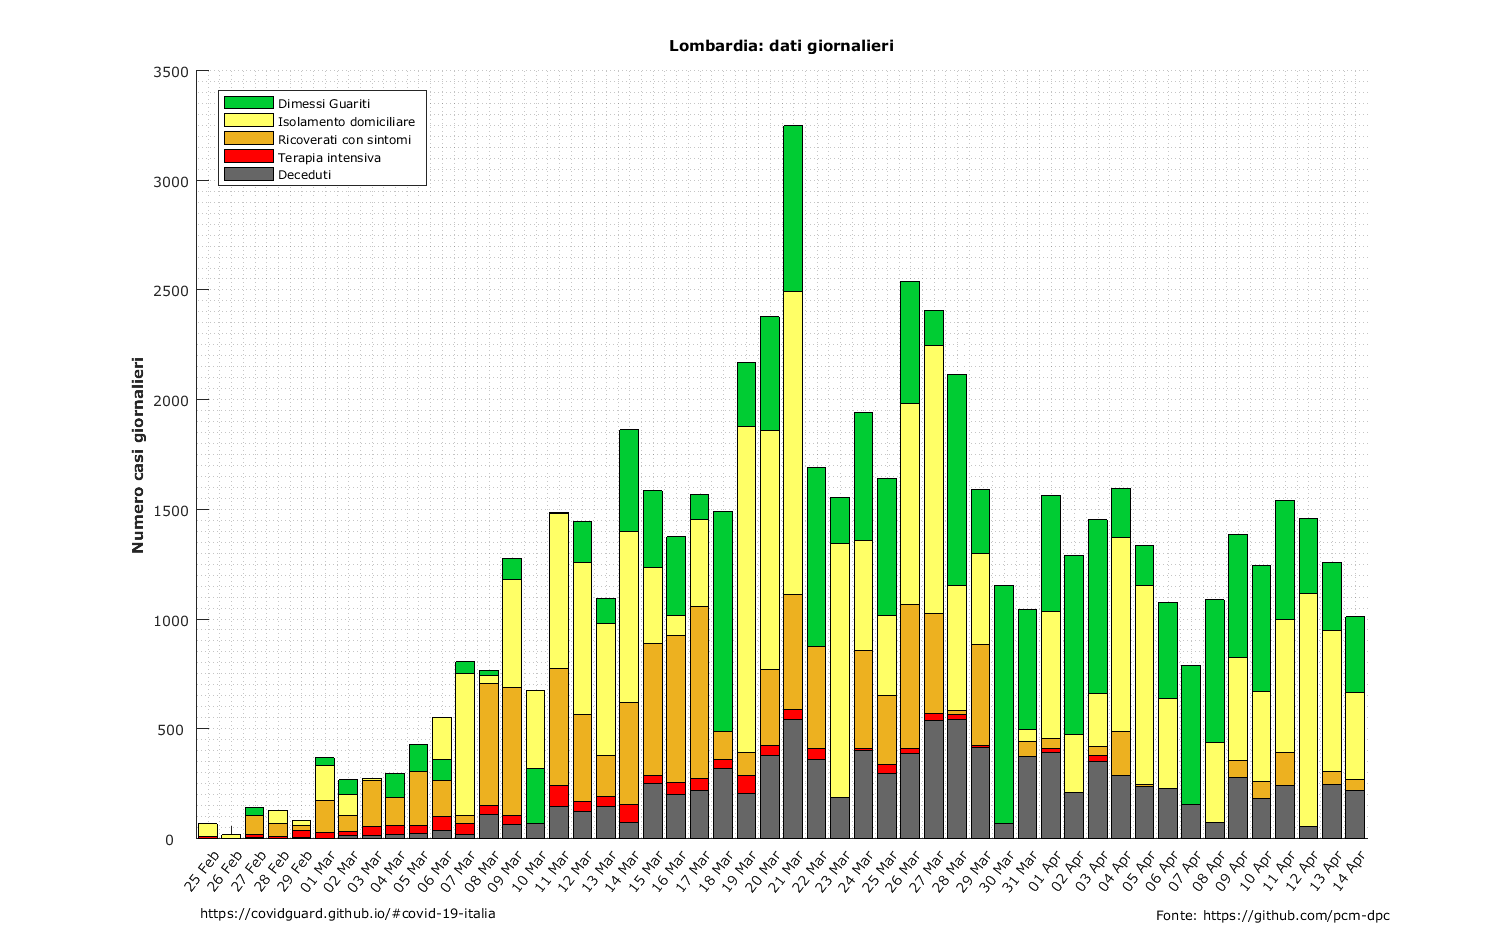 Lombardia: dati giornalieri
3500
3000
2500
2000
1500
1000
500
0
Numero casi giornalieri
Dimessi Guariti
Isolamento domiciliare
Ricoverati con sintomi
Terapia intensiva
Deceduti
25 Feb
26 Feb
27 Feb
28 Feb
29 Feb
01 Mar
02 Mar
03 Mar
04 Mar
05 Mar
06 Mar
07 Mar
08 Mar
09 Mar
10 Mar
11 Mar
12 Mar
13 Mar
14 Mar
15 Mar
16 Mar
17 Mar
18 Mar
19 Mar
20 Mar
21 Mar
22 Mar
23 Mar
24 Mar
25 Mar
26 Mar
27 Mar
28 Mar
29 Mar
30 Mar
31 Mar
01 Apr
02 Apr
03 Apr
04 Apr
05 Apr
06 Apr
07 Apr
08 Apr
09 Apr
10 Apr
11 Apr
12 Apr
13 Apr
14 Apr
https://covidguard.github.io/#covid-19-italia
Fonte: https://github.com/pcm-dpc